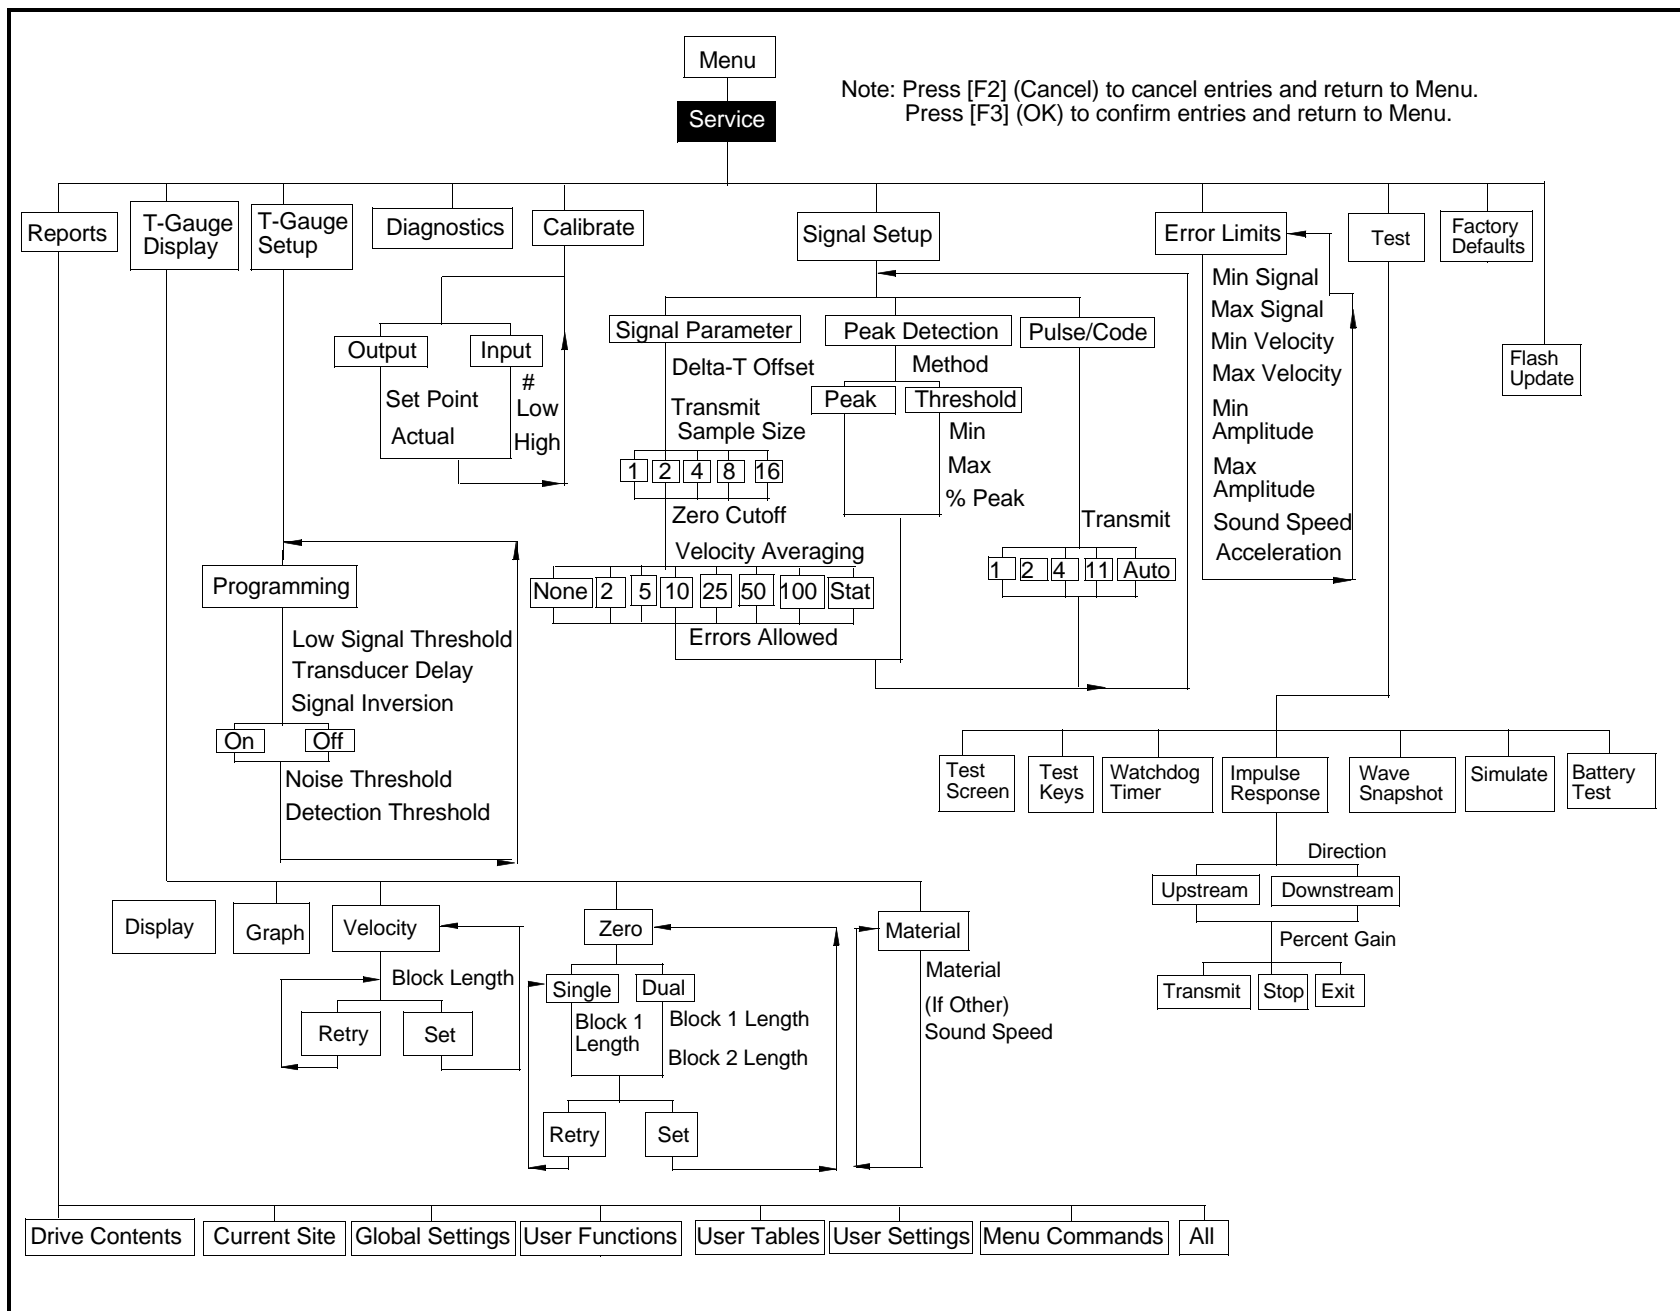 Menu
Service
Note: Press [F2] (Cancel) to cancel entries and return to Menu.
Press [F3] (OK) to confirm entries and return to Menu.
Reports
T-Gauge
Display
T-Gauge
Setup
Diagnostics
Calibrate
Signal Setup
Error Limits
Test
Factory
Defaults
Flash
Update
Output
Input
Set Point
Actual
#
Low
High
Signal Parameter
Delta-T Offset
Transmit
Sample Size
1
2
4
8
16
Zero Cutoff
Velocity Averaging
None
2
5
10
25
50
100
Stat
Errors Allowed
Peak Detection
Method
Peak
Threshold
Min
Max
% Peak
Pulse/Code
Transmit
1
2
4
11
Auto
Min Signal
Max Signal
Min Velocity
Max Velocity
Min
Amplitude
Max
Amplitude
Sound Speed
Acceleration
Programming
Low Signal Threshold
Transducer Delay
Signal Inversion
On
Off
Noise Threshold
Detection Threshold
Test
Screen
Test
Keys
Watchdog
Timer
Impulse
Response
Wave
Snapshot
Simulate
Battery
Test
Direction
Upstream
Downstream
Percent Gain
Transmit
Stop
Exit
Display
Graph
Velocity
Block Length
Retry
Set
Zero
Single
Dual
Block 1
Length
Block 1 Length
Block 2 Length
Retry
Set
Material
Material
(If Other)
Sound Speed
Drive Contents
Current Site
Global Settings
User Functions
User Tables
User Settings
Menu Commands
All